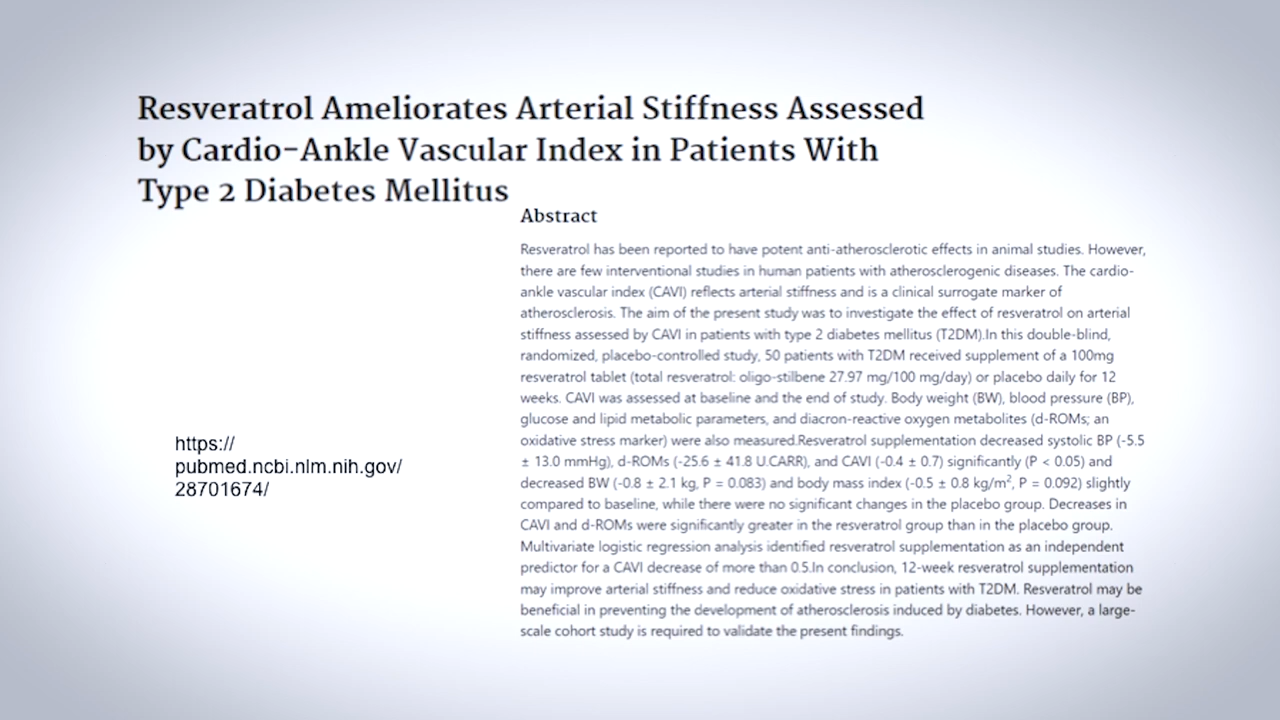 Resveratrol Ameliorates Arterial Stiffness Assessed
by Cardio-Ankle Vascular Index in Patients With
Type 2 Diabetes Mellitus
Abstract
Resveratrol has been reported to have potent anti-atherosclerotic effects in animal studies. However,
there are few interventional studies in human patients with atherosclerogenic diseases. The cardio-
ankle vascular index (CAVI) reflects arterial stiffness and is a clinical surrogate marker of
atherosclerosis. The aim of the present study was to investigate the effect of resveratrol on arterial
stiffness assessed by CAVI in patients with type 2 diabetes mellitus (T2DM).In this double-blind,
randomized, placebo-controlled study, 50 patients with T2DM received supplement of a 100mg
resveratrol tablet (total resveratrol: oligo-stilbene 27.97 mg/100 mg/day) or placebo daily for 12
weeks. CAVI was assessed at baseline and the end of study. Body weight (BW), blood pressure (BP),
glucose and lipid metabolic parameters, and diacron-reactive oxygen metabolites (d-ROMs; an
oxidative stress marker) were also measured.Resveratrol supplementation decreased systolic BP (-5.5
± 13.0 mmHg), d-ROMs (-25.6 ± 41.8 U.CARR), and CAVI (-0.4 ± 0.7) significantly (P < 0.05) and
decreased BW (-0.8 ± 2.1 kg, P = 0.083) and body mass index (-0.5 ± 0.8 kg/m², P = 0.092) slightly
compared to baseline, while there were no significant changes in the placebo group. Decreases in
CAVI and d-ROMs were significantly greater in the resveratrol group than in the placebo group.
Multivariate logistic regression analysis identified resveratrol supplementation as an independent
predictor for a CAVI decrease of more than 0.5.In conclusion, 12-week resveratrol supplementation
may improve arterial stiffness and reduce oxidative stress in patients with T2DM. Resveratrol may be
beneficial in preventing the development of atherosclerosis induced by diabetes. However, a large-
scale cohort study is required to validate the present findings.
https://
pubmed.ncbi.nlm.nih.gov/
28701674/